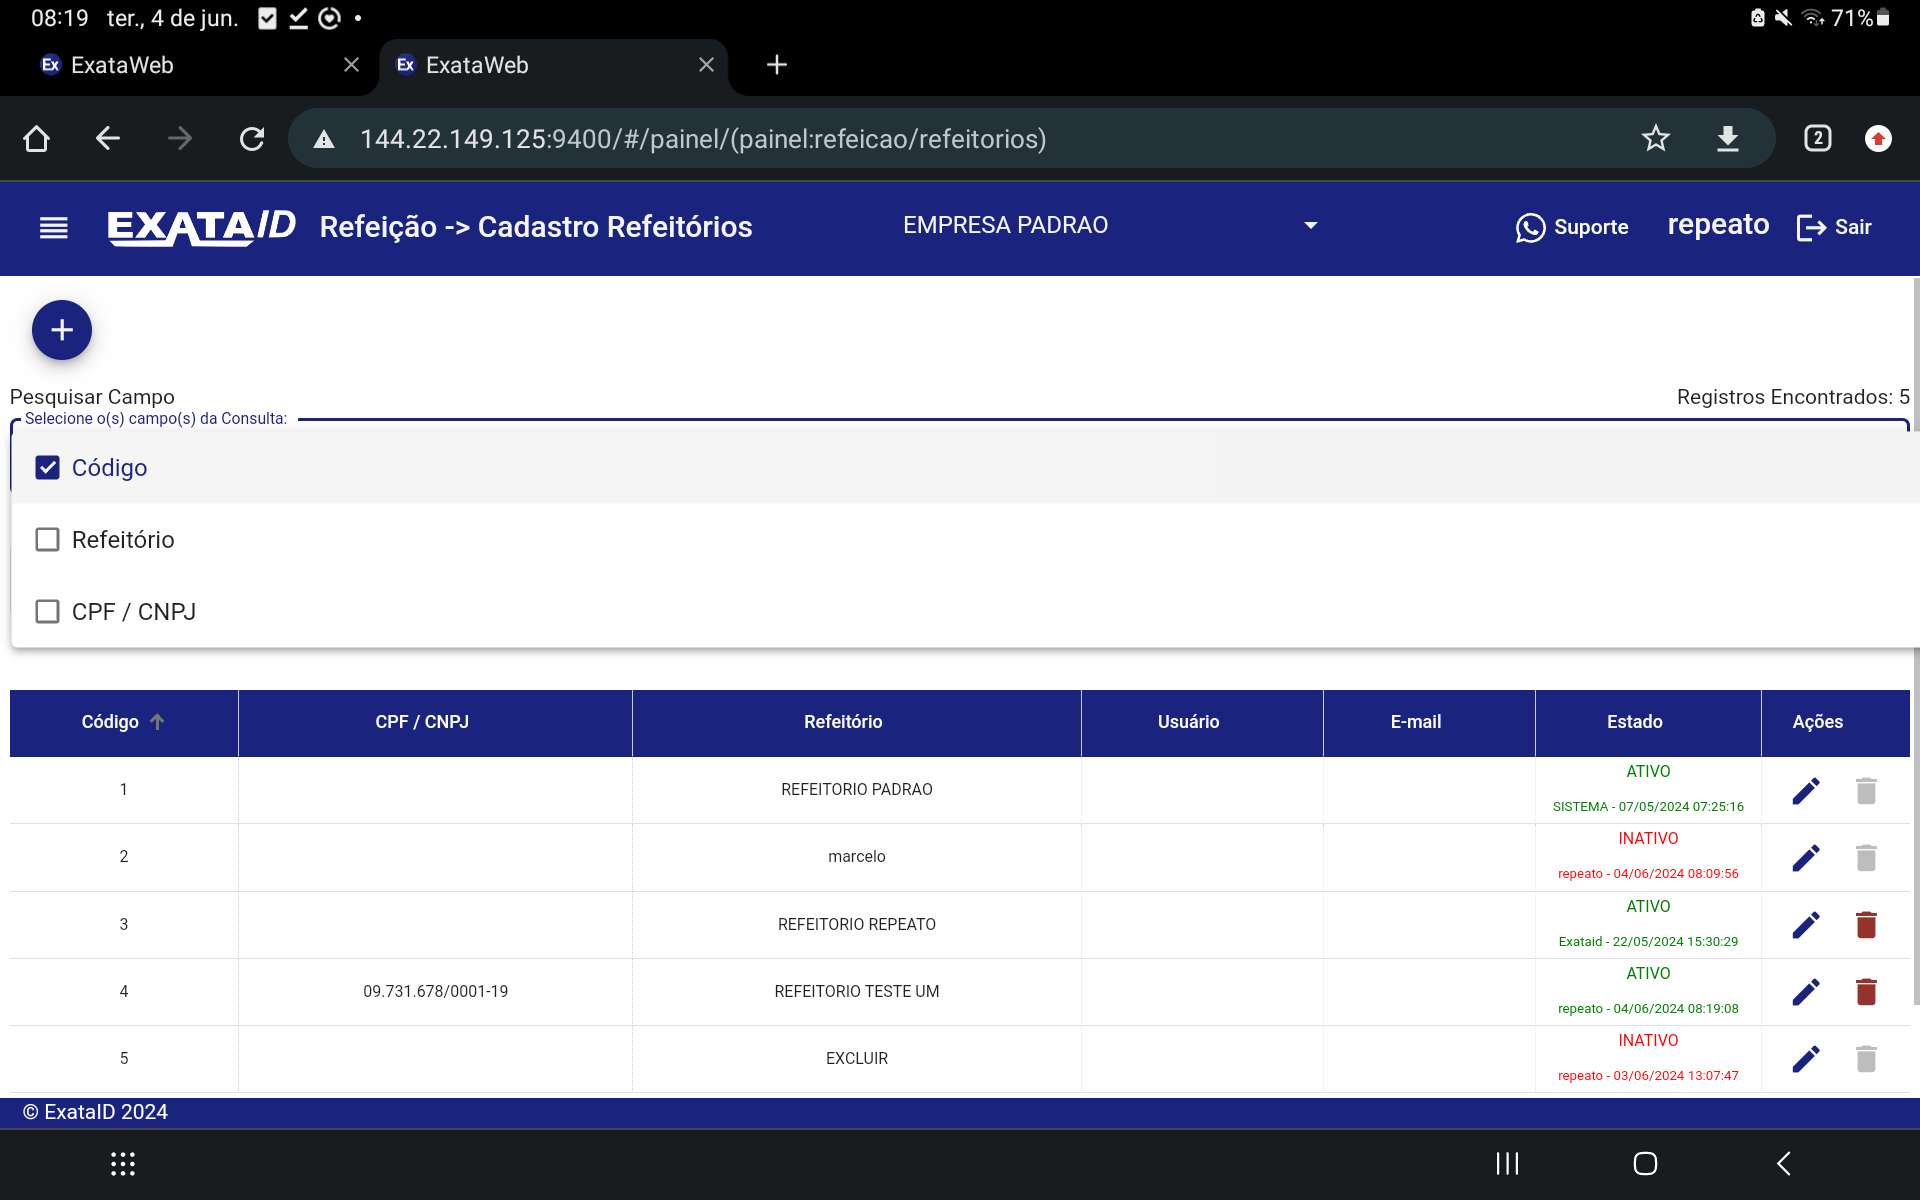 08:19 ter., 4 de jun. 71%
Ex ExataWeb Ex ExataWeb
144.22.149.125:9400/#/painel/(painel:refeicao/refeitorios) 2
EXATAID Refeição -> Cadastro Refeitórios EMPRESA PADRAO Suporte repeato Sair
Pesquisar Campo Registros Encontrados: 5
Selecione o(s) campo(s) da Consulta:
Código
Refeitório
CPF / CNPJ
Código CPF / CNPJ Refeitório Usuário E-mail Estado Ações
1 REFEITORIO PADRAO ATIVO
SISTEMA - 07/05/2024 07:25:16
2 marcelo INATIVO
repeato - 04/06/2024 08:09:56
3 REFEITORIO REPEATO ATIVO
Exataid - 22/05/2024 15:30:29
4 09.731.678/0001-19 REFEITORIO TESTE UM ATIVO
repeato - 04/06/2024 08:19:08
5 EXCLUIR INATIVO
repeato - 03/06/2024 13:07:47
© ExataID 2024